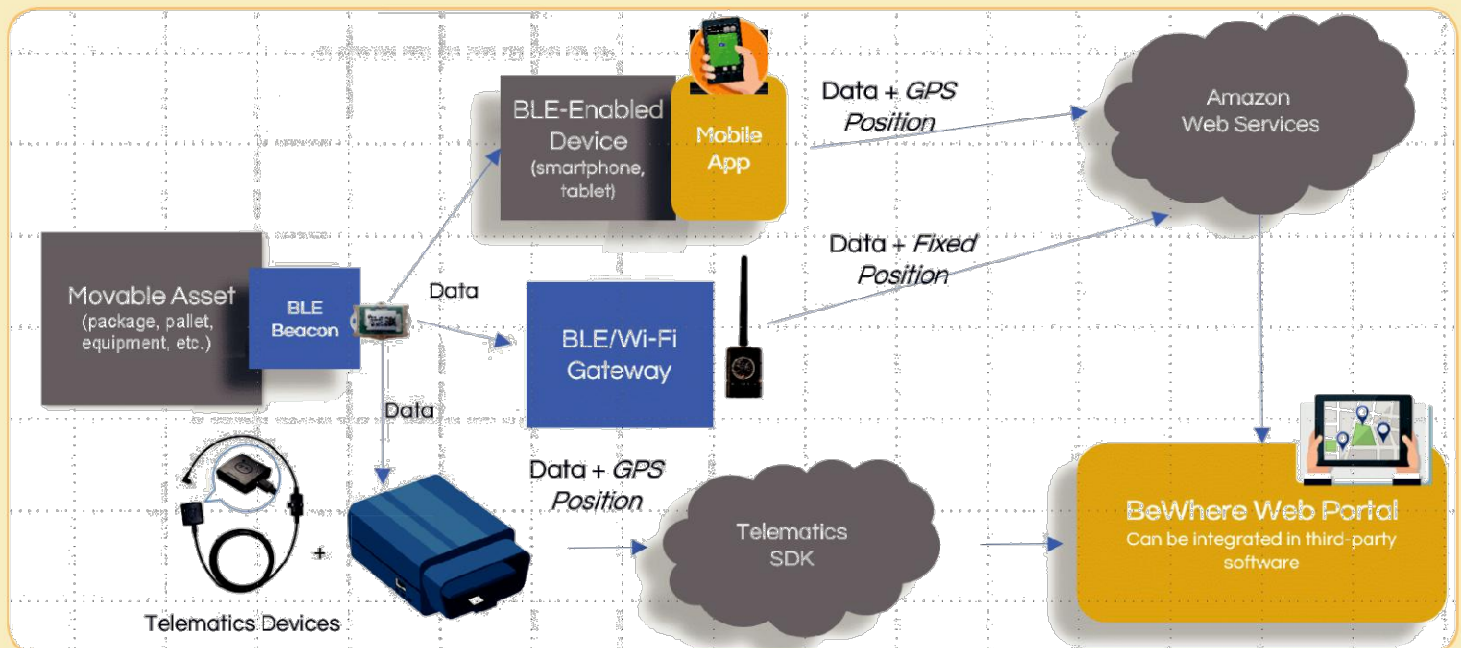 BLE-Enabled
Device
(smartphone,
tablet)
Mobile
App
Data + GPS
Position
Amazon
Web Services
Movable Asset
(package, pallet,
equipment, etc.)
BLE
Beacon
Data
BLE/Wi-Fi
Gateway
Data + Fixed
Position
Data
Telematics Devices
+
Data + GPS
Position
Telematics
SDK
BeWhere Web Portal
Can be integrated in third-party
software